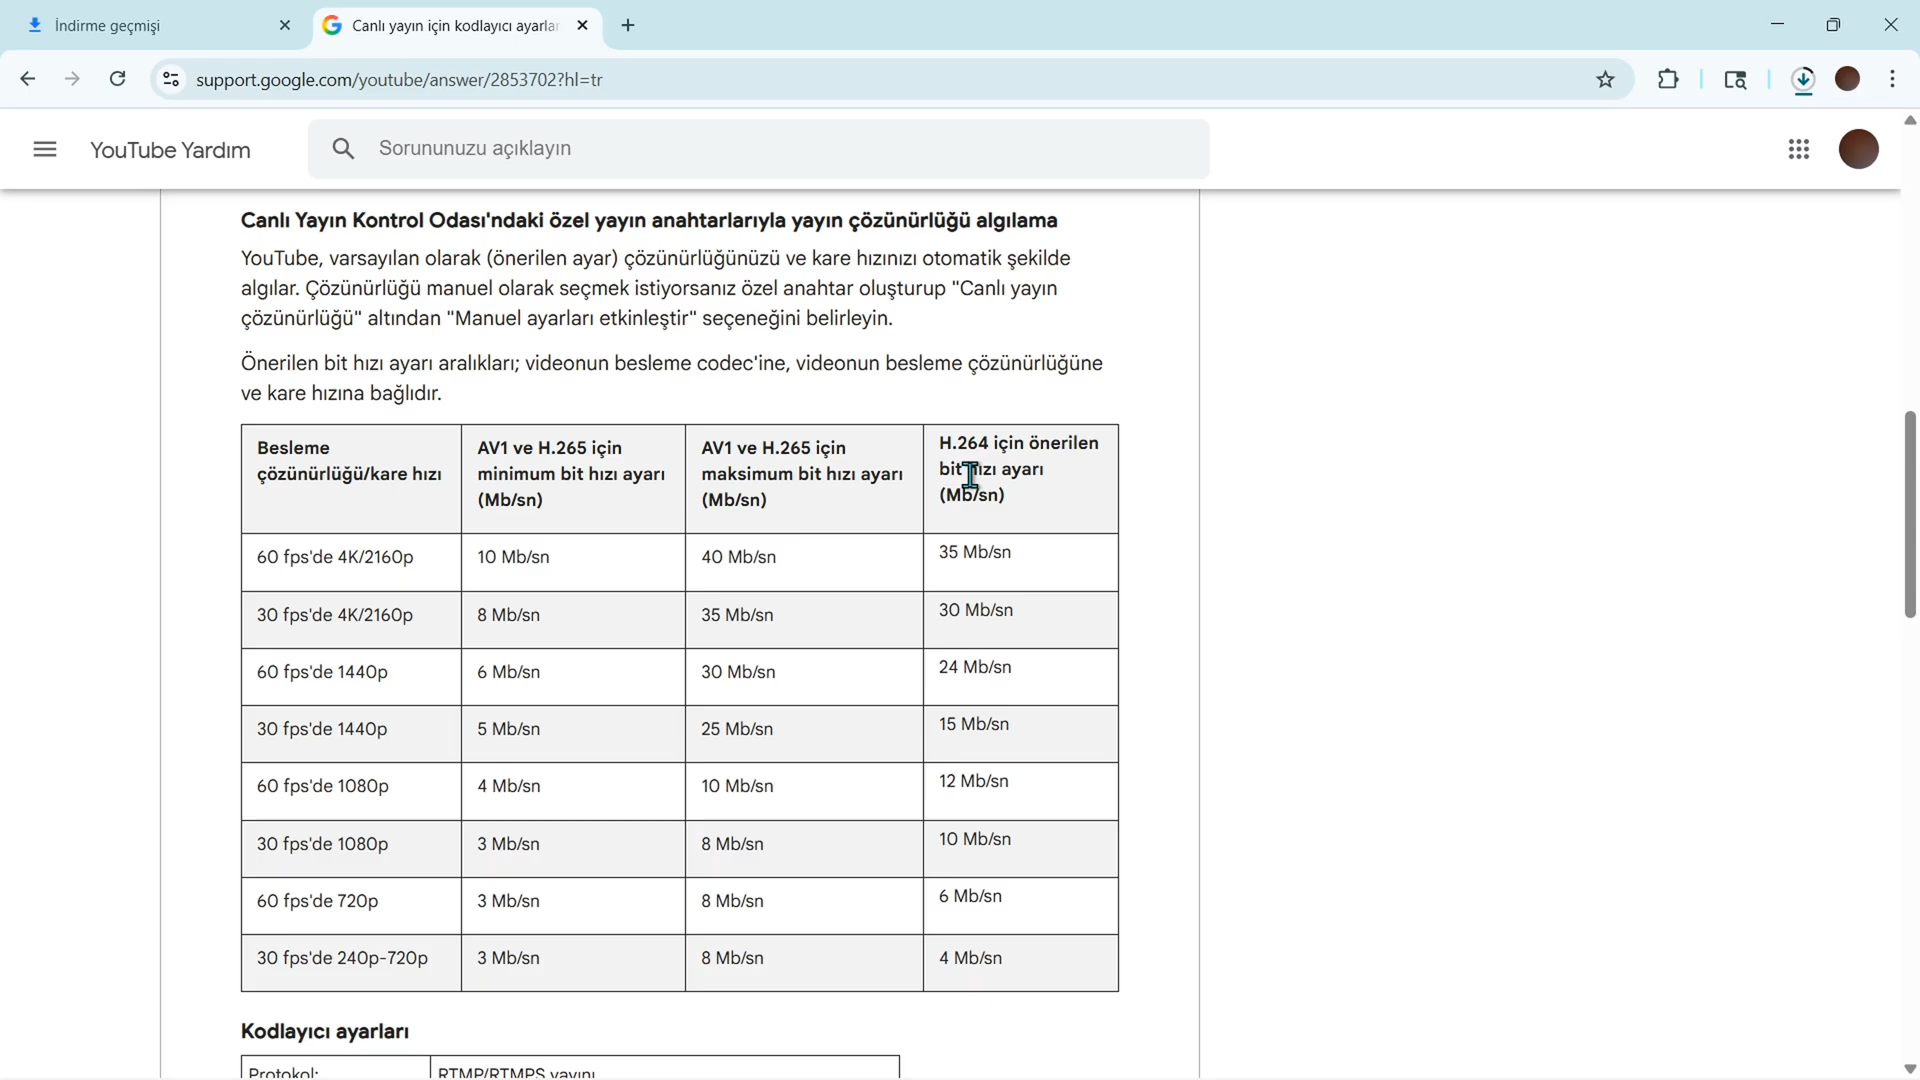 İndirme geçmişi
Canlı yayın için kodlayıcı ayarlar
support.google.com/youtube/answer/2853702?hl=tr
YouTube Yardım
Sorununuzu açıklayın
Canlı Yayın Kontrol Odası'ndaki özel yayın anahtarlarıyla yayın çözünürlüğü algılama
YouTube, varsayılan olarak (önerilen ayar) çözünürlüğünüzü ve kare hızınızı otomatik şekilde
algılar. Çözünürlüğü manuel olarak seçmek istiyorsanız özel anahtar oluşturup "Canlı yayın
çözünürlüğü" altından "Manuel ayarları etkinleştir" seçeneğini belirleyin.
Önerilen bit hızı ayarı aralıkları; videonun besleme codec'ine, videonun besleme çözünürlüğüne
ve kare hızına bağlıdır.
Besleme
çözünürlüğü/kare hızı
AV1 ve H.265 için
minimum bit hızı ayarı
(Mb/sn)
AV1 ve H.265 için
maksimum bit hızı ayarı
(Mb/sn)
H.264 için önerilen
bit hızı ayarı
(Mb/sn)
60 fps'de 4K/2160p 10 Mb/sn 40 Mb/sn 35 Mb/sn
30 fps'de 4K/2160p 8 Mb/sn 35 Mb/sn 30 Mb/sn
60 fps'de 1440p 6 Mb/sn 30 Mb/sn 24 Mb/sn
30 fps'de 1440p 5 Mb/sn 25 Mb/sn 15 Mb/sn
60 fps'de 1080p 4 Mb/sn 10 Mb/sn 12 Mb/sn
30 fps'de 1080p 3 Mb/sn 8 Mb/sn 10 Mb/sn
60 fps'de 720p 3 Mb/sn 8 Mb/sn 6 Mb/sn
30 fps'de 240p-720p 3 Mb/sn 8 Mb/sn 4 Mb/sn
Kodlayıcı ayarları
Protokol: RTMP/RTMPS yayını